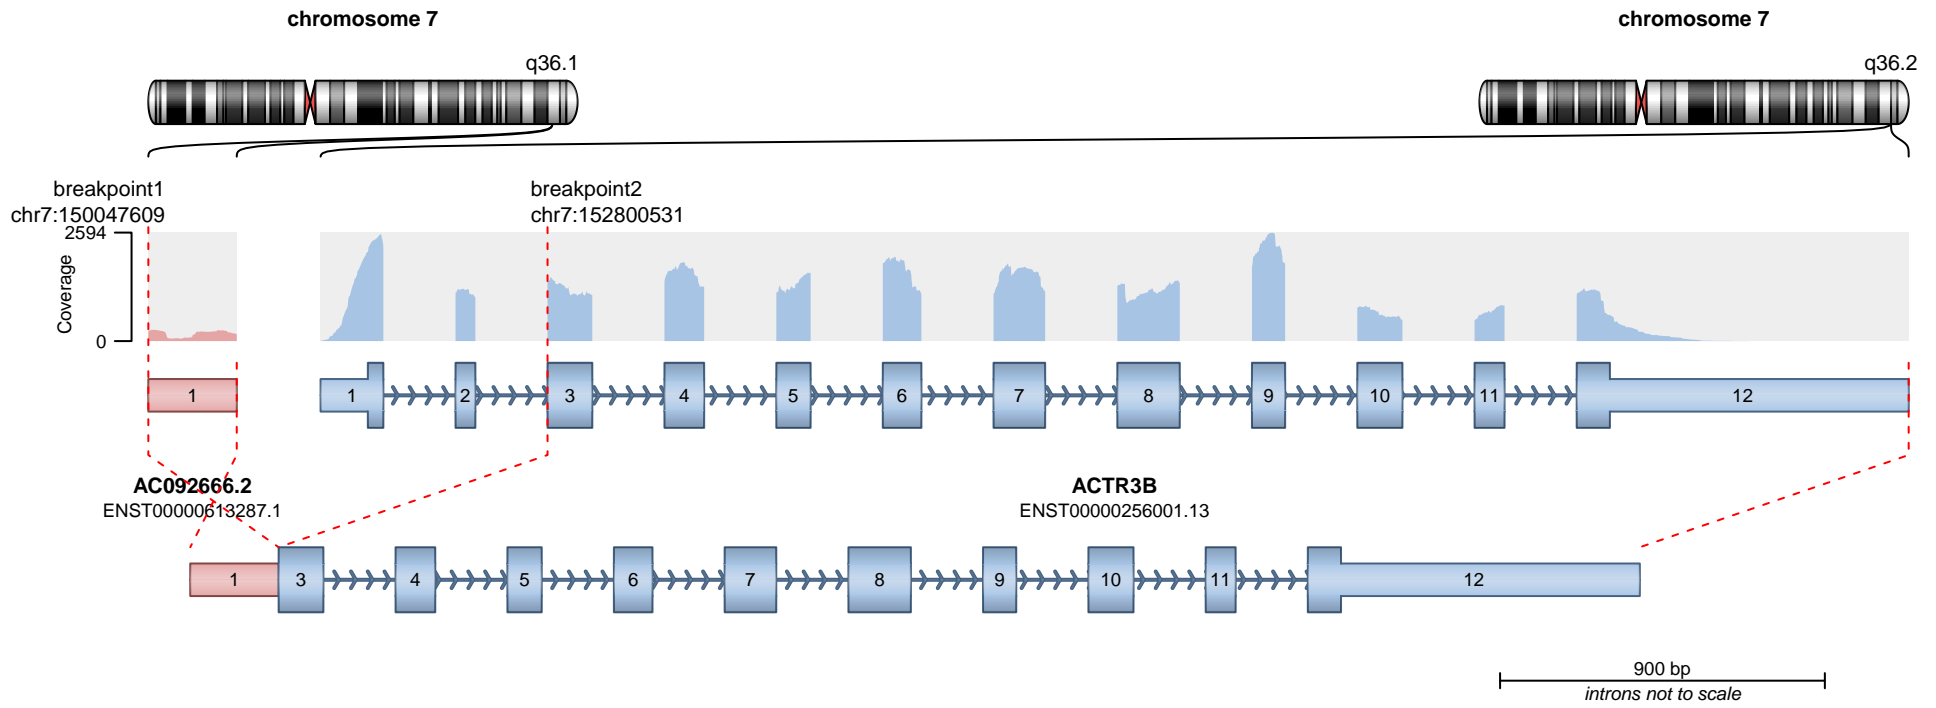 chromosome 7
chromosome 7
q36.1
q36.2
breakpoint1
chr7:150047609
breakpoint2
chr7:152800531
2594
Coverage
0
1
1 2 3 4 5 6 7 8 9 10 11 12
AC092666.2
ENST00000613287.1
ACTR3B
ENST00000256001.13
1 3 4 5 6 7 8 9 10 11 12
900 bp
introns not to scale